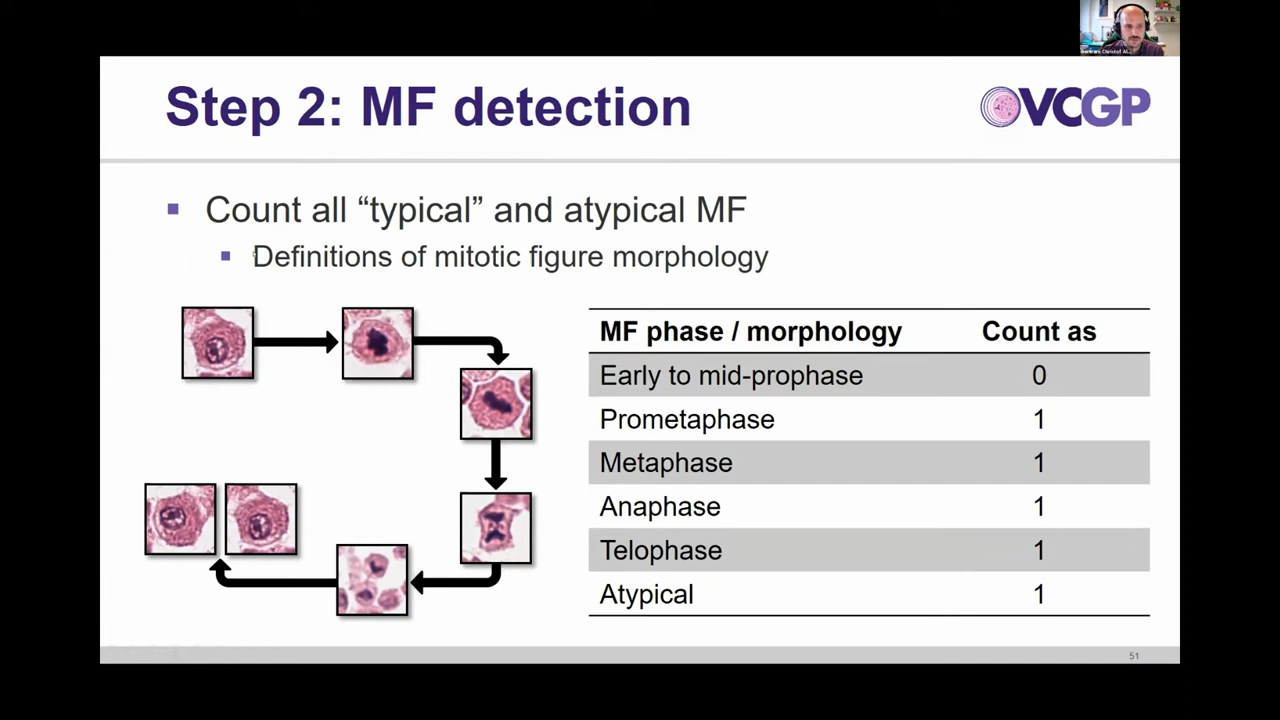 Step 2: MF detection
VCGP
Count all “typical” and atypical MF
Definitions of mitotic figure morphology
MF phase / morphology Count as
Early to mid-prophase 0
Prometaphase 1
Metaphase 1
Anaphase 1
Telophase 1
Atypical 1
51